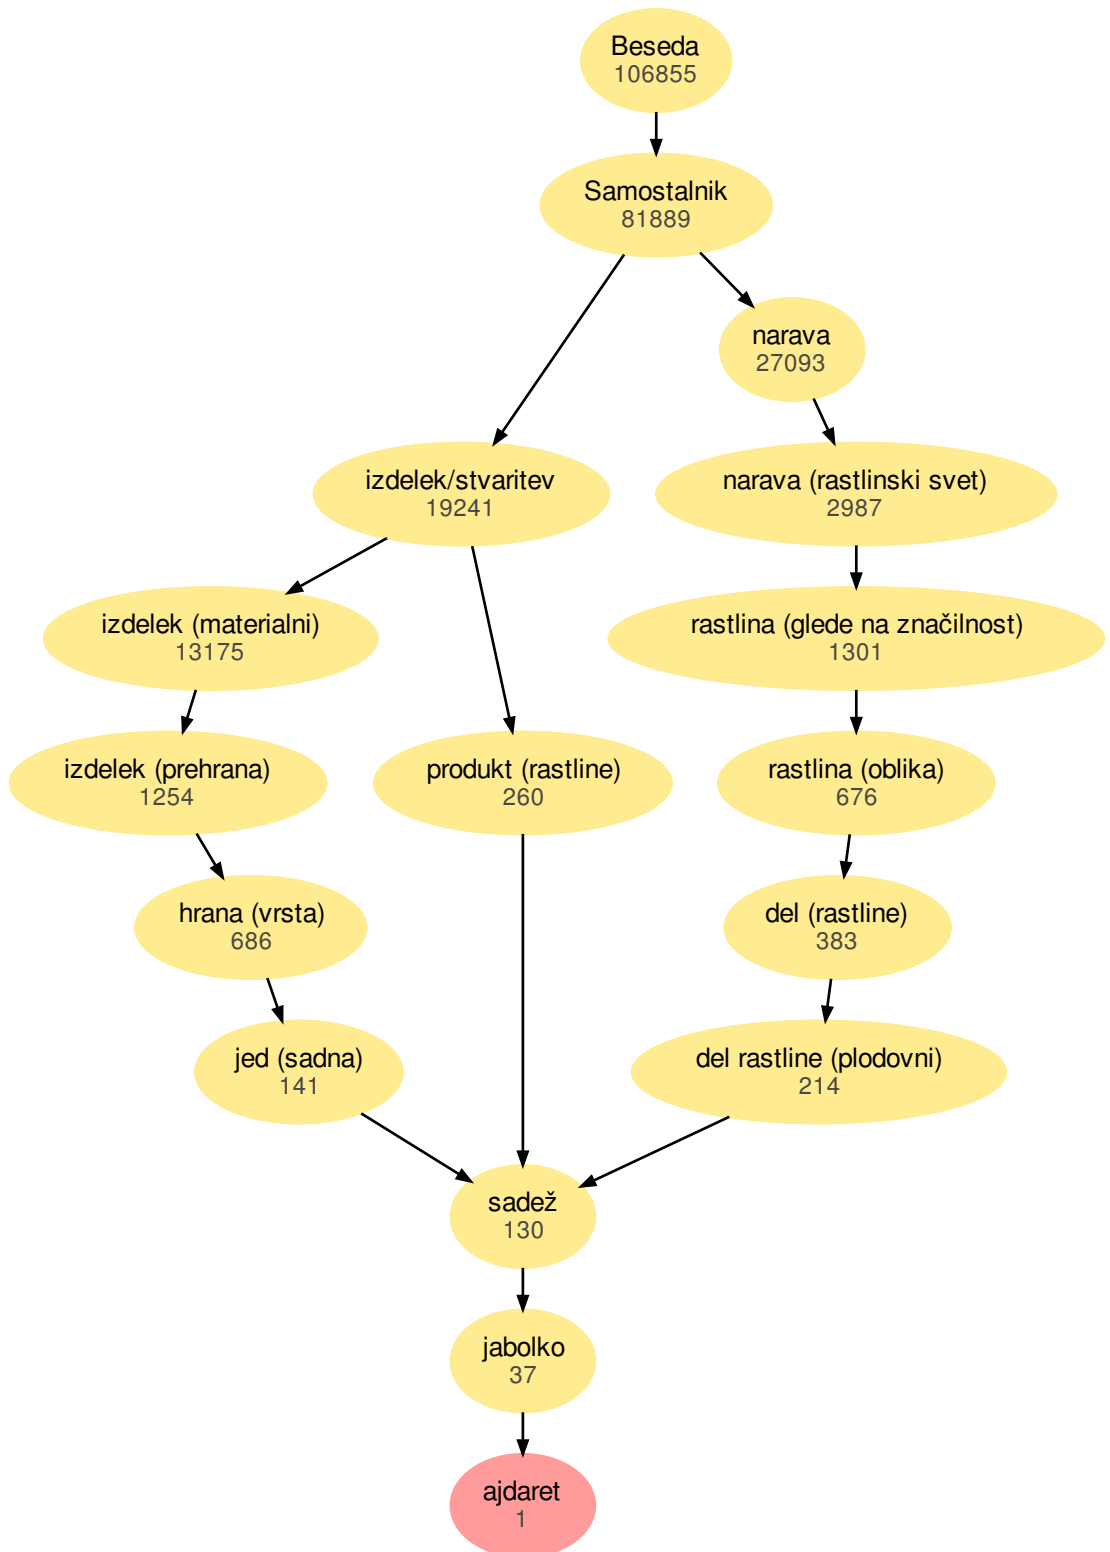 Beseda
106855
Samostalnik
81889
narava
27093
izdelek/stvaritev
19241
narava (rastlinski svet)
2987
izdelek (materialni)
13175
rastlina (glede na značilnost)
1301
izdelek (prehrana)
1254
produkt (rastline)
260
rastlina (oblika)
676
hrana (vrsta)
686
del (rastline)
383
jed (sadna)
141
del rastline (plodovni)
214
sadež
130
jabolko
37
ajdaret
1